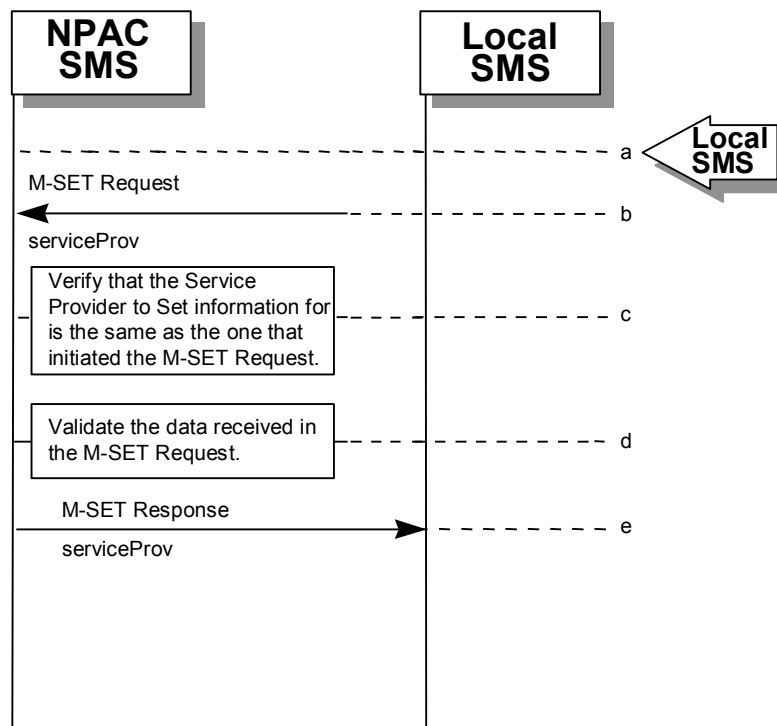 NPAC
SMS
Local
SMS
a
Local
SMS
M-SET Request
b
serviceProv
Verify that the Service
Provider to Set information for
is the same as the one that
initiated the M-SET Request.
c
Validate the data received in
the M-SET Request.
d
M-SET Response
e
serviceProv